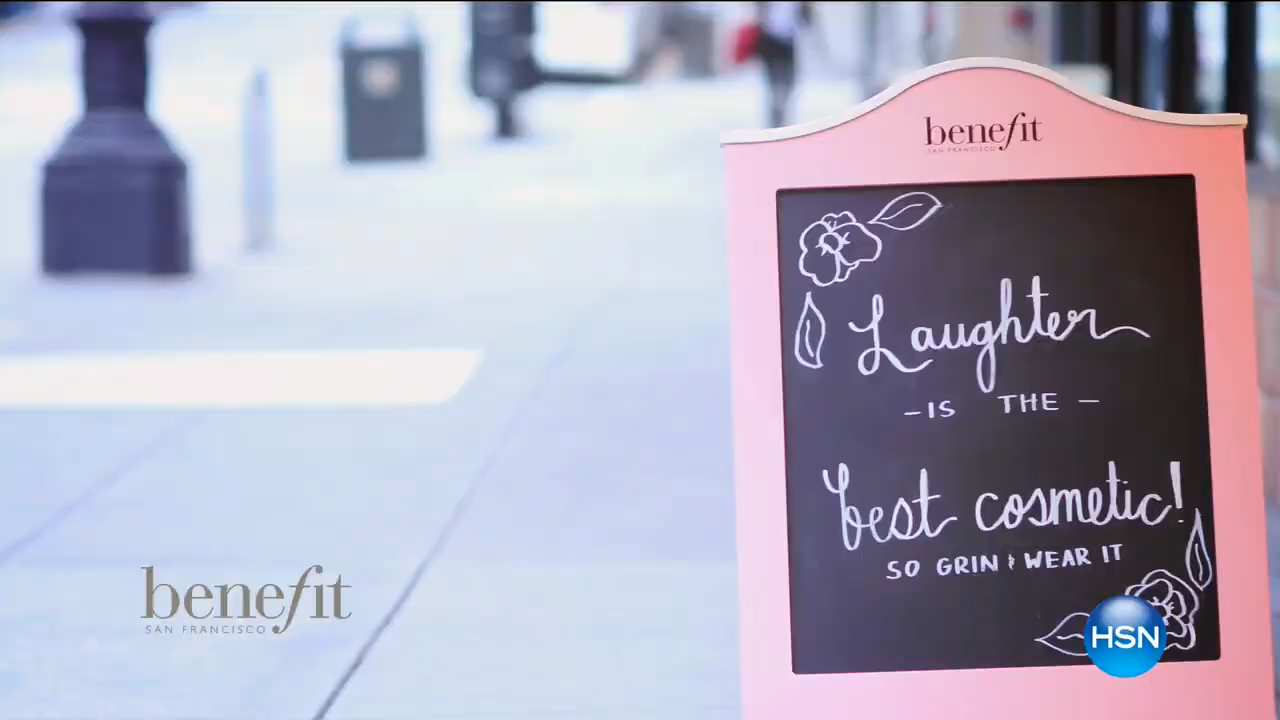 benefit
SAN FRANCISCO
Laughter
-IS THE-
best cosmetic!
SO GRIN & WEAR IT
benefit
SAN FRANCISCO
HSN